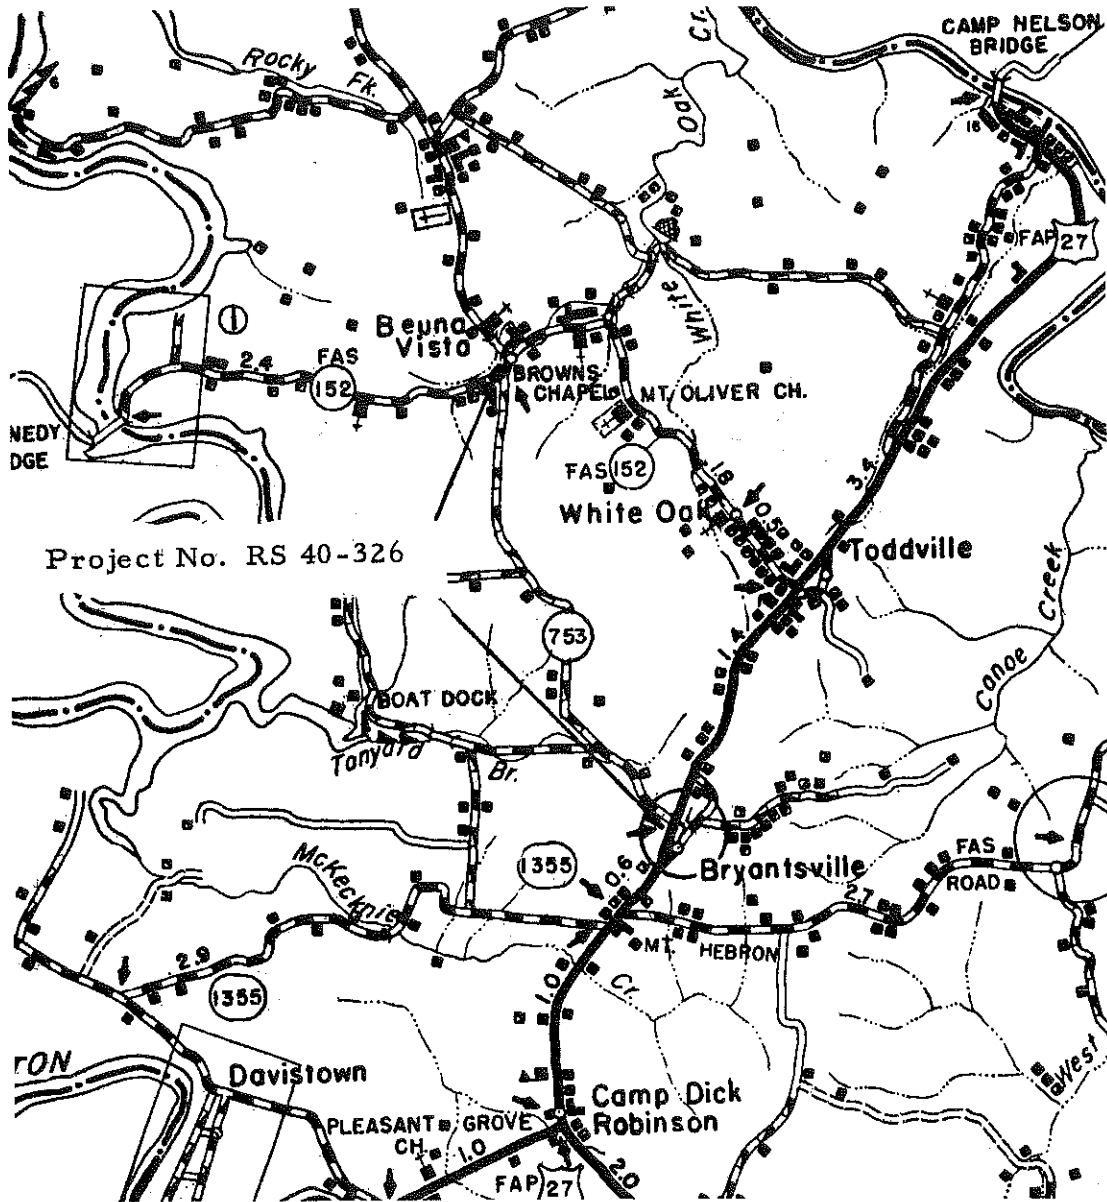 CAMP NELSON
BRIDGE
Rocky
Fk.
Oak
Cr.
16
FAP 27
White
①
Beuna
Vista
2.4
FAS
152
BROWNS
CHAPEL
MT. OLIVER CH.
NEDY
DGE
FAS 152
1.8
3.4
White Oak
0.5
Toddville
Project No. RS 40-326
Creek
Canoe
753
1.4
BOAT DOCK
Tanyard
Br.
McKecknie
1355
0.6
Bryantsville
FAS
ROAD
2.7
MT. HEBRON
2.9
1355
1.0
Cr.
TON
Davistown
Camp Dick
Robinson
West
PLEASANT GROVE
CH.
1.0
FAP 27
2.0